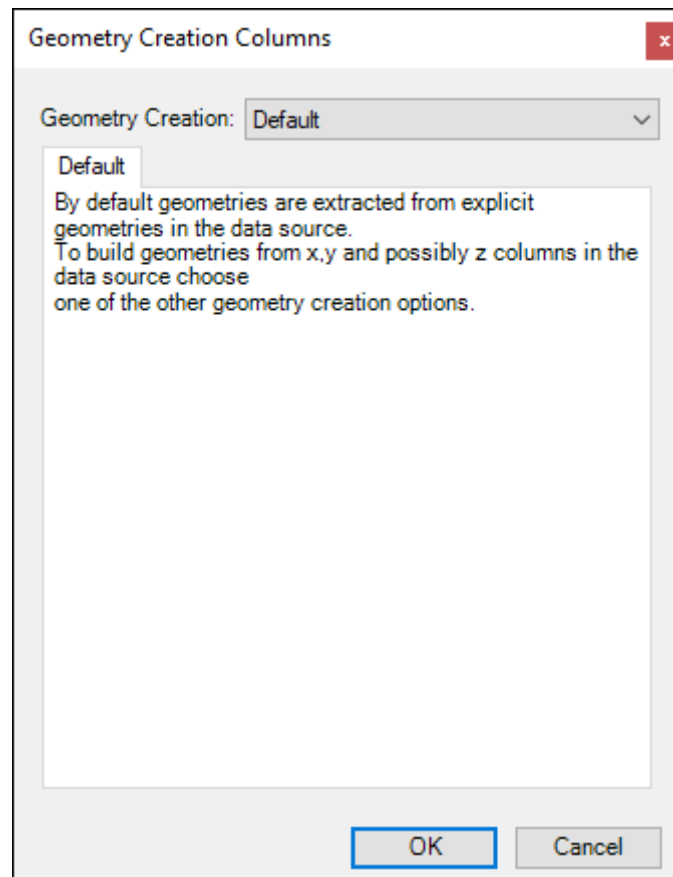 Geometry Creation Columns
x
Geometry Creation: Default
Default
By default geometries are extracted from explicit
geometries in the data source.
To build geometries from x,y and possibly z columns in the
data source choose
one of the other geometry creation options.
OK Cancel